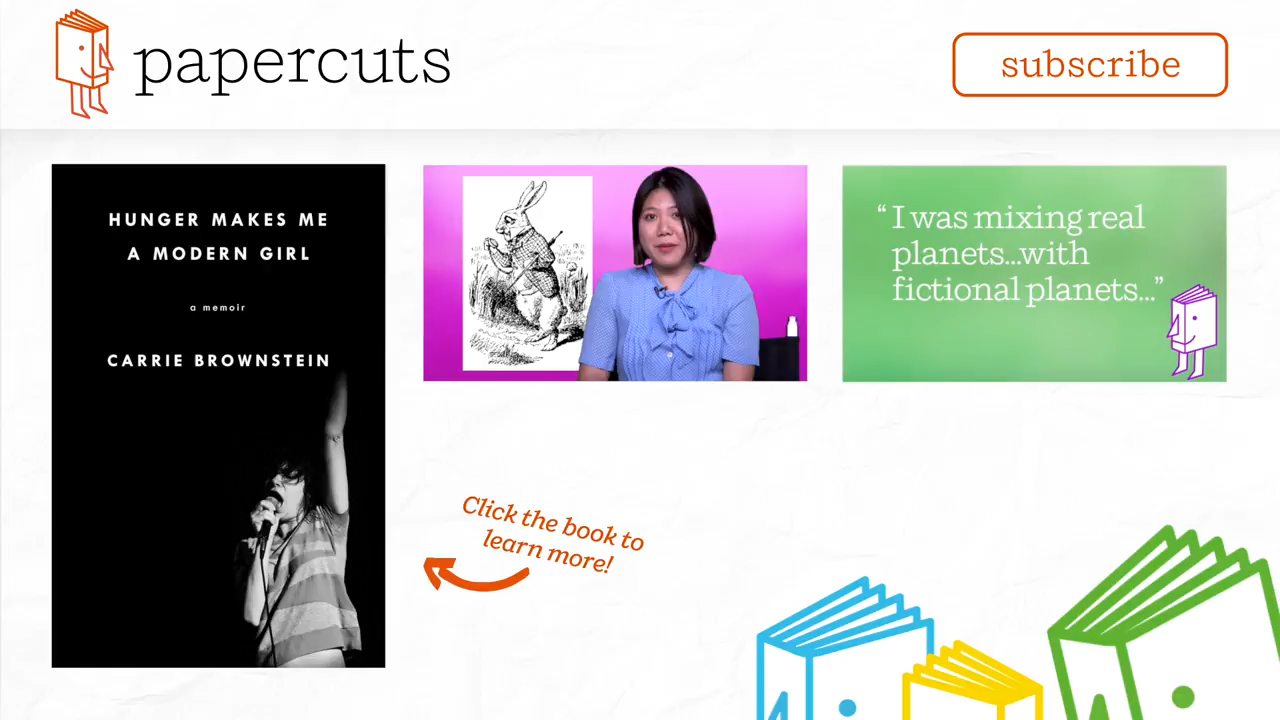 papercuts
subscribe
HUNGER MAKES ME
A MODERN GIRL
a memoir
CARRIE BROWNSTEIN
“ I was mixing real
planets...with
fictional planets...”
Click the book to
learn more!